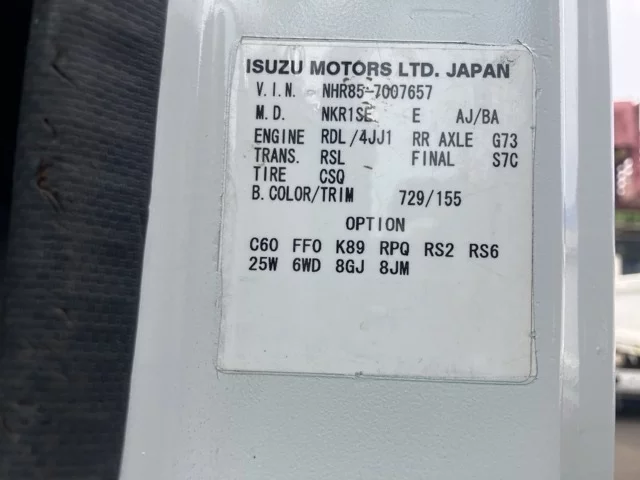 ISUZU MOTORS LTD. JAPAN
V.I.N. NHR85-7007657
M.D. NKR1SE E AJ/BA
ENGINE RDL/4JJ1 RR AXLE G73
TRANS. RSL FINAL S7C
TIRE CSQ
B.COLOR/TRIM 729/155
OPTION
C60 FF0 K89 RPQ RS2 RS6
25W 6WD 8GJ 8JM